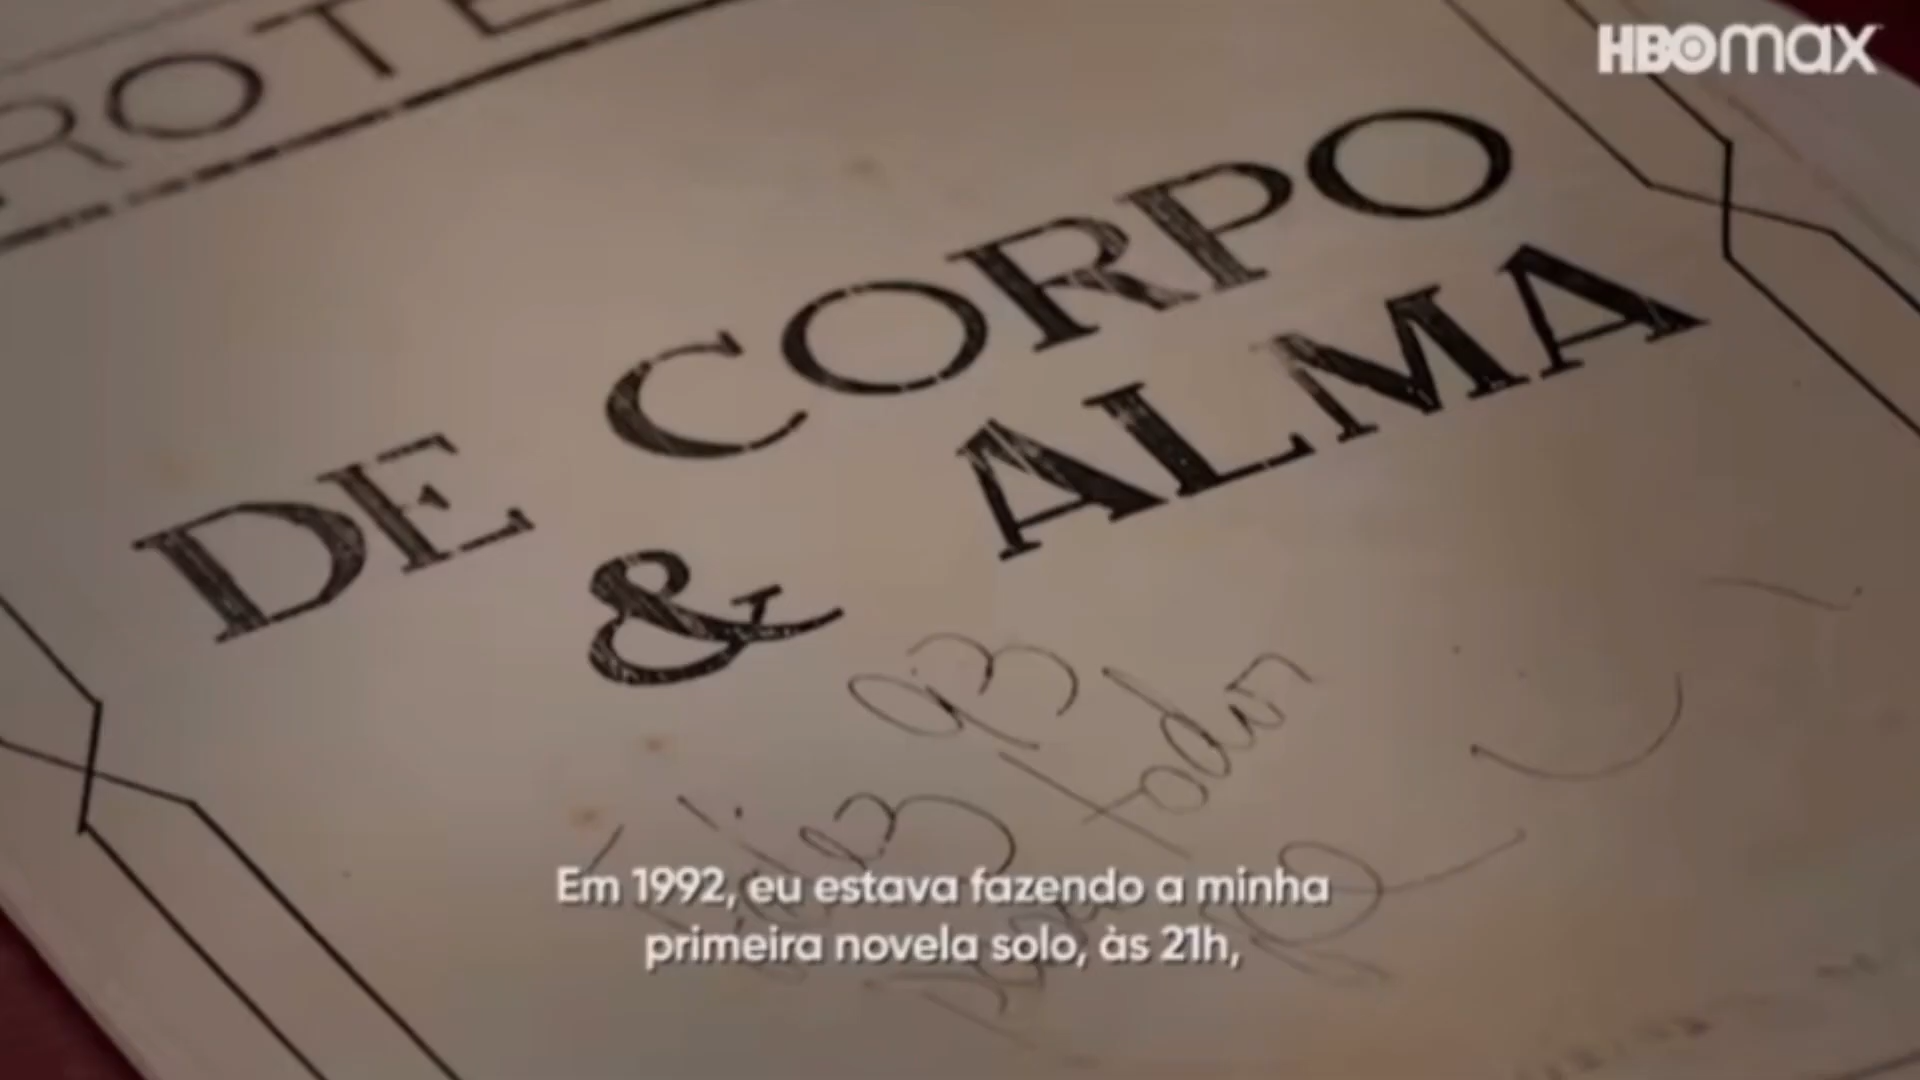 HBOmax
ROTE
DE CORPO
& ALMA
Em 1992, eu estava fazendo a minha
primeira novela solo, às 21h,